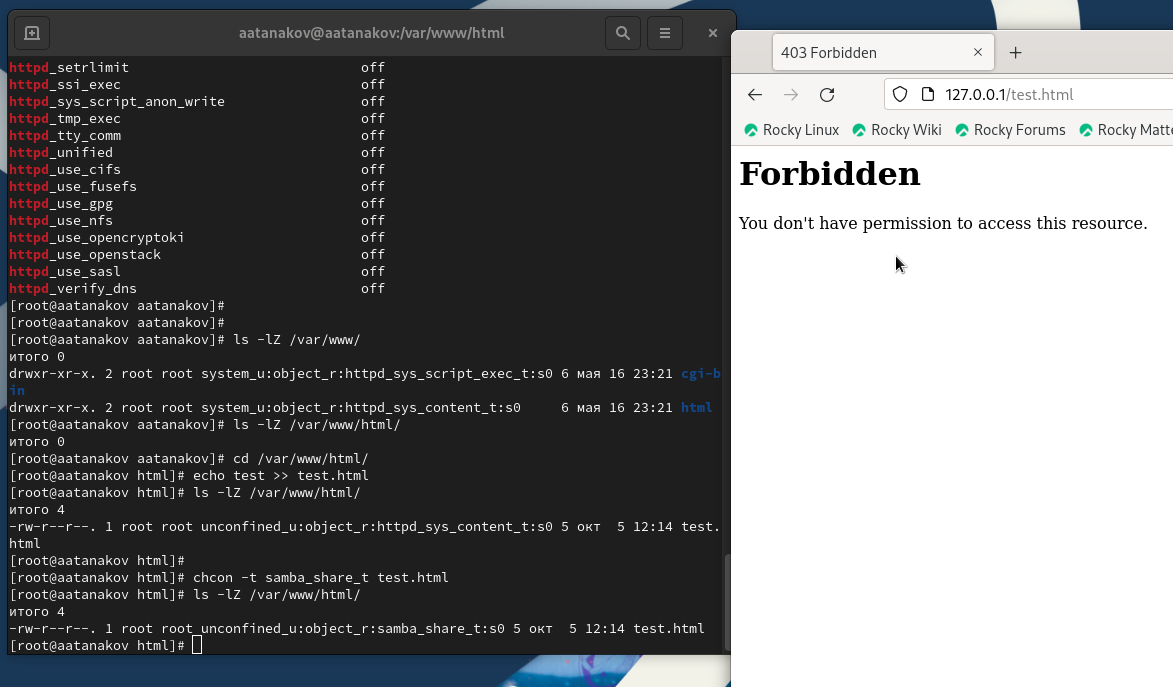 aatanakov@aatanakov:/var/www/html
httpd_setrlimit off
httpd_ssi_exec off
httpd_sys_script_anon_write off
httpd_tmp_exec off
httpd_tty_comm off
httpd_unified off
httpd_use_cifs off
httpd_use_fusefs off
httpd_use_gpg off
httpd_use_nfs off
httpd_use_opencryptoki off
httpd_use_openstack off
httpd_use_sasl off
httpd_verify_dns off
[root@aatanakov aatanakov]#
[root@aatanakov aatanakov]#
[root@aatanakov aatanakov]# ls -lZ /var/www/
итого 0
drwxr-xr-x. 2 root root system_u:object_r:httpd_sys_script_exec_t:s0 6 мая 16 23:21 cgi-b
in
drwxr-xr-x. 2 root root system_u:object_r:httpd_sys_content_t:s0     6 мая 16 23:21 html
[root@aatanakov aatanakov]# ls -lZ /var/www/html/
итого 0
[root@aatanakov aatanakov]# cd /var/www/html/
[root@aatanakov html]# echo test >> test.html
[root@aatanakov html]# ls -lZ /var/www/html/
итого 4
-rw-r--r--. 1 root root unconfined_u:object_r:httpd_sys_content_t:s0 5 окт  5 12:14 test.
html
[root@aatanakov html]#
[root@aatanakov html]# chcon -t samba_share_t test.html
[root@aatanakov html]# ls -lZ /var/www/html/
итого 4
-rw-r--r--. 1 root root unconfined_u:object_r:samba_share_t:s0 5 окт  5 12:14 test.html
[root@aatanakov html]#
403 Forbidden
127.0.0.1/test.html
Rocky Linux Rocky Wiki Rocky Forums Rocky Matte
Forbidden
You don't have permission to access this resource.